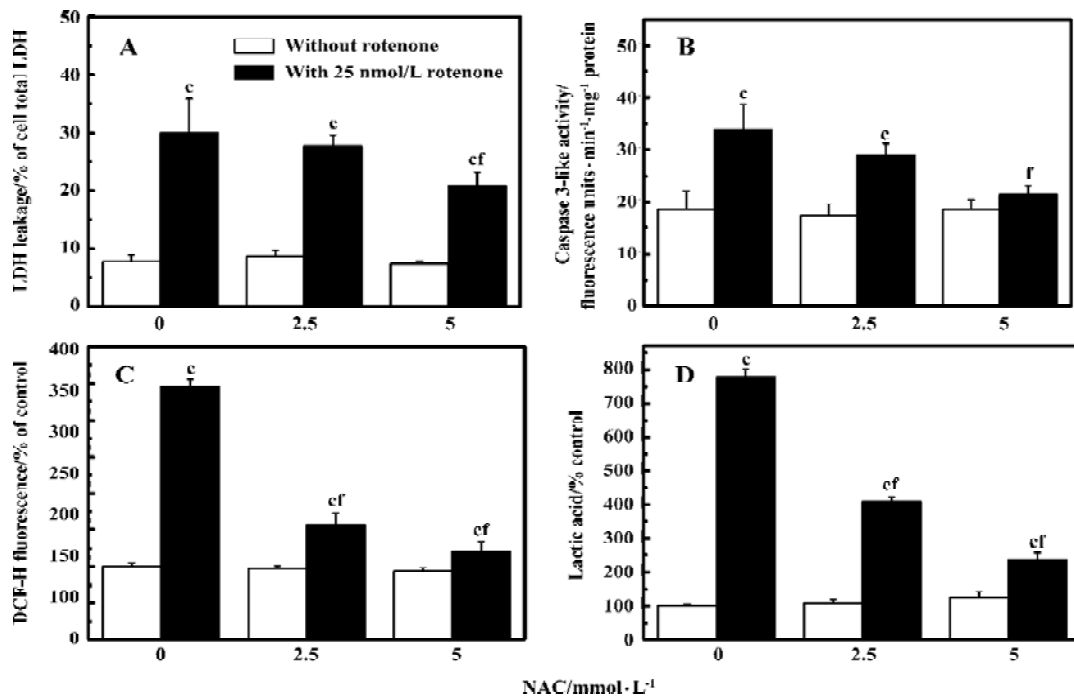 A
Without rotenone
With 25 nmol/L rotenone
LDH leakage/% of cell total LDH
50
40
30
20
10
0
c
c
cf
0 2.5 5
B
Caspase 3-like activity/
fluorescence units·min⁻¹·mg⁻¹ protein
50
40
30
20
10
0
c
c
f
0 2.5 5
C
DCF-H fluorescence/% of control
400
350
300
200
150
100
0
c
cf
cf
0 2.5 5
D
Lactic acid/% control
800
700
600
500
400
300
200
100
0
c
cf
cf
0 2.5 5
NAC/mmol·L⁻¹